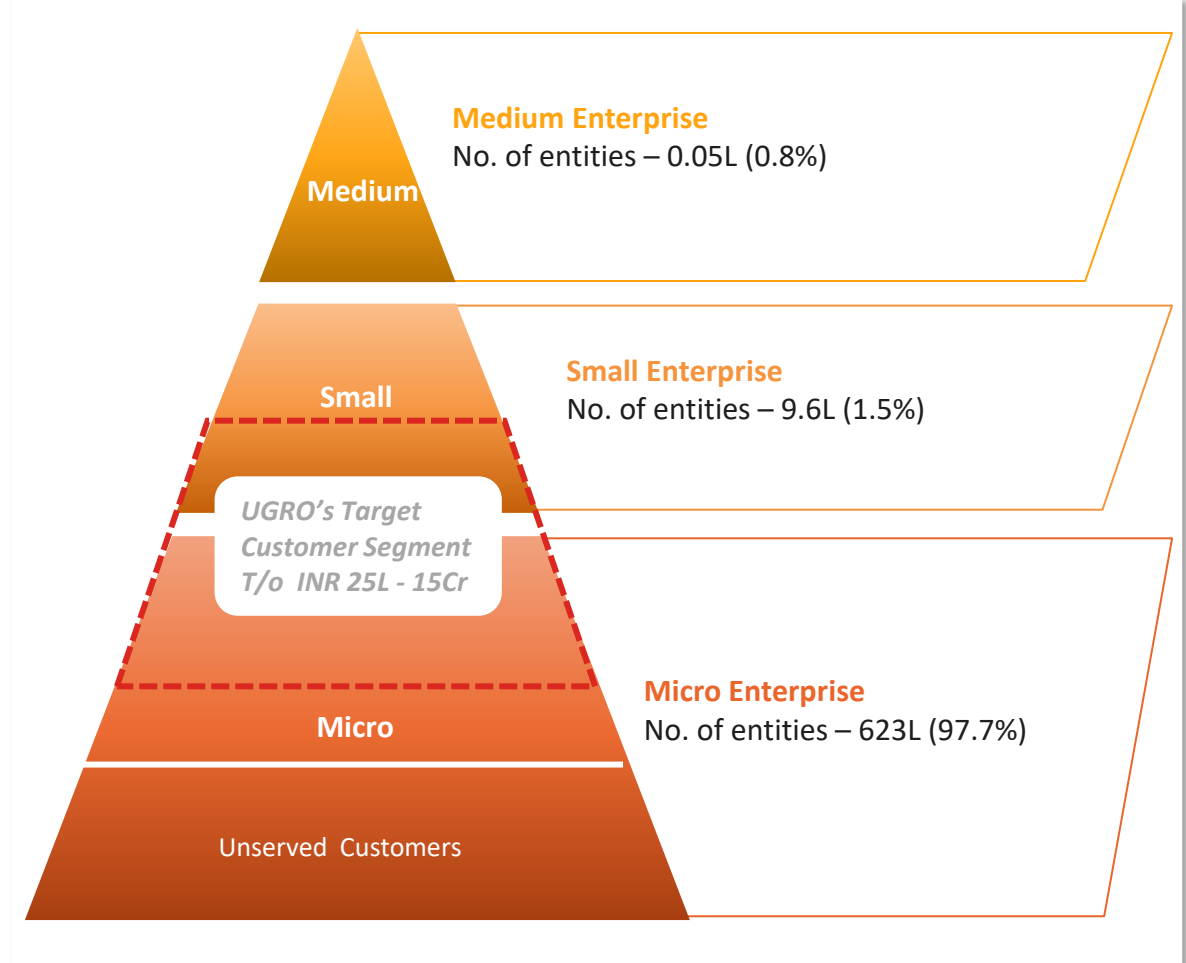 Medium Enterprise
No. of entities – 0.05L (0.8%)
Medium
Small Enterprise
No. of entities – 9.6L (1.5%)
Small
UGRO's Target
Customer Segment
T/o INR 25L - 15Cr
Micro Enterprise
No. of entities – 623L (97.7%)
Micro
Unserved Customers